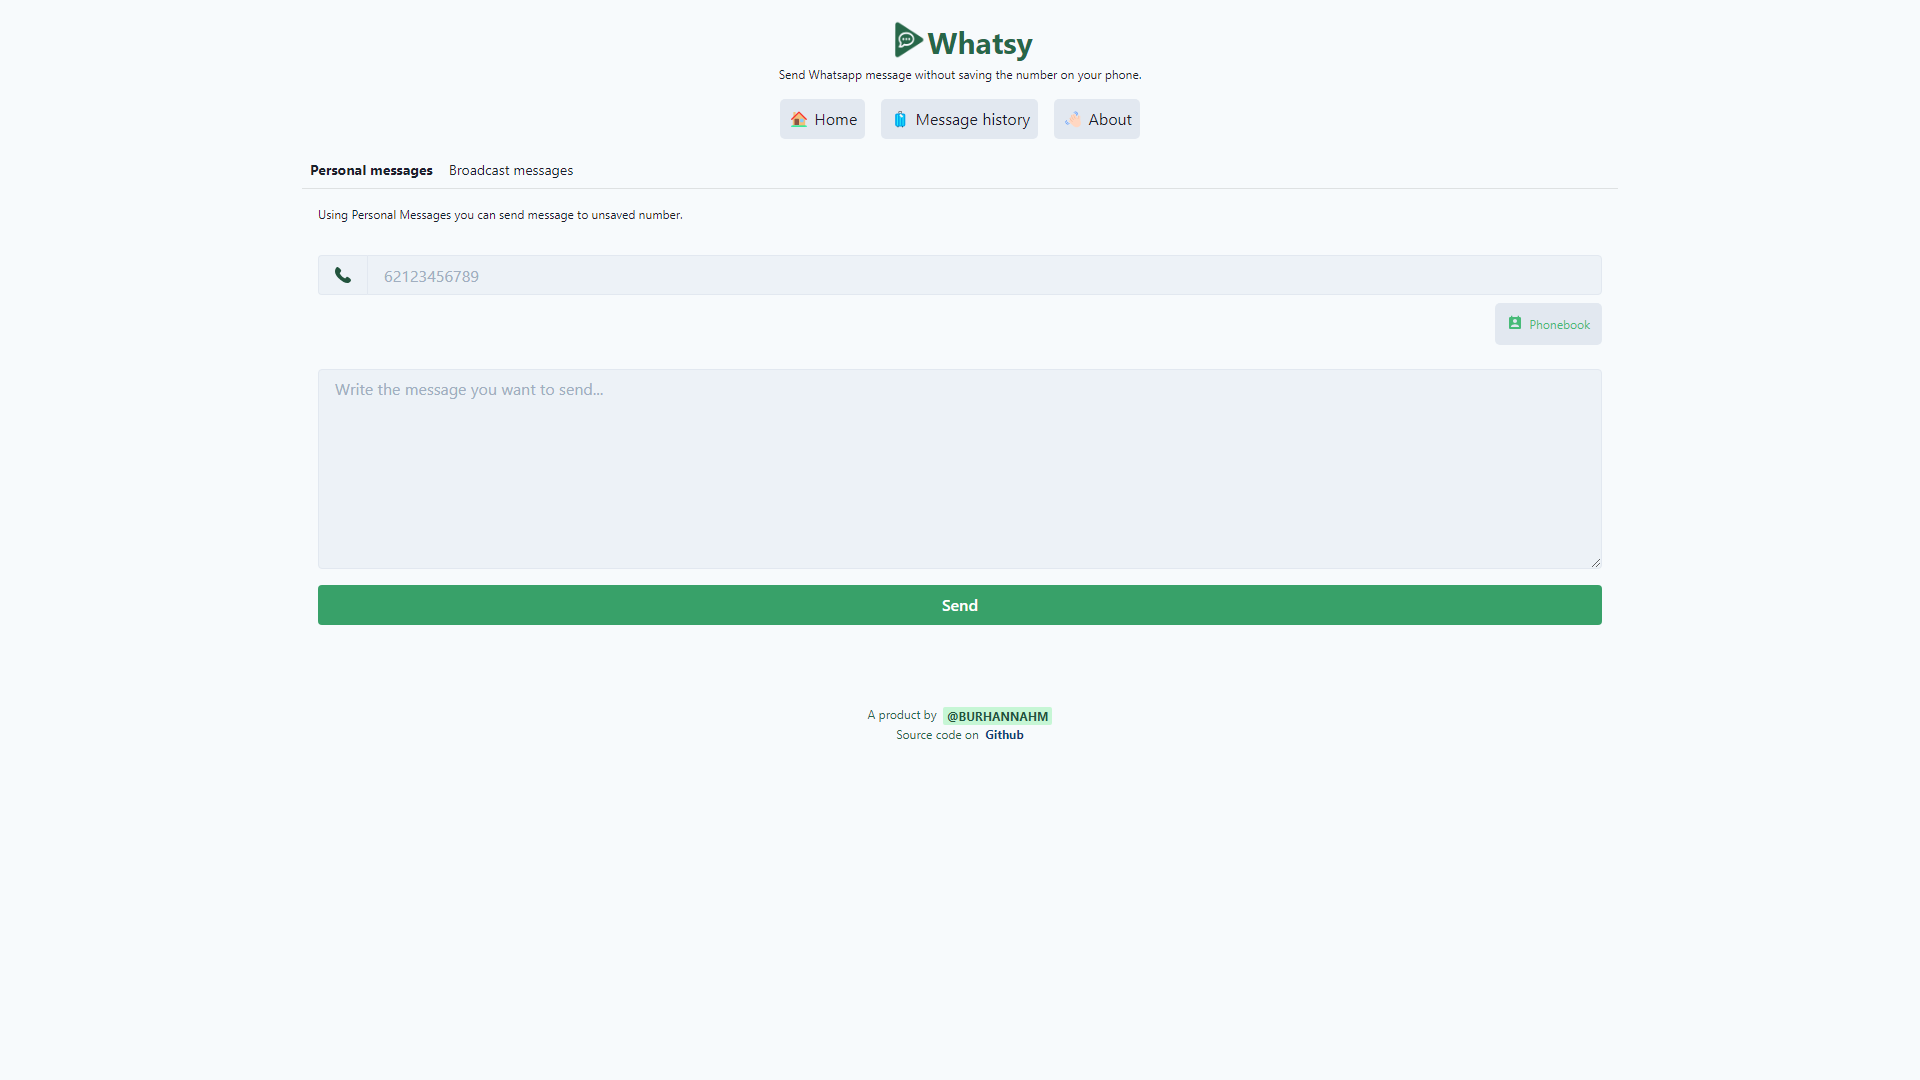 Whatsy
Send Whatsapp message without saving the number on your phone.
Home
Message history
About
Personal messages
Broadcast messages
Using Personal Messages you can send message to unsaved number.
62123456789
Phonebook
Write the message you want to send...
Send
A product by @BURHANNAHM
Source code on Github